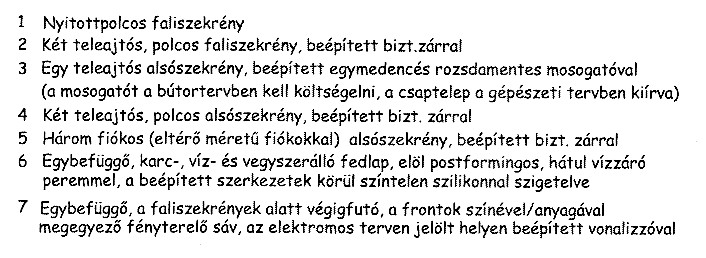 1 Nyitottpolcos faliszekrény
2 Két teleajtós, polcos faliszekrény, beépített bizt.zárral
3 Egy teleajtós alsószekrény, beépített egymedencés rozsdamentes mosogatóval
(a mosogatót a bútortervben kell költségelni, a csaptelep a gépészeti tervben kiírva)
4 Két teleajtós, polcos alsószekrény, beépített bizt. zárral
5 Három fiókos (eltérő méretű fiókokkal) alsószekrény, beépített bizt. zárral
6 Egybefüggő, karc-, víz- és vegyszerálló fedlap, elöl postformingos, hátul vízzáró
peremmel, a beépített szerkezetek körül színtelen szilikonnal szigetelve
7 Egybefüggő, a faliszekrények alatt végigfutó, a frontok színével/anyagával
megegyező fényterelő sáv, az elektromos terven jelölt helyen beépített vonalizzóval